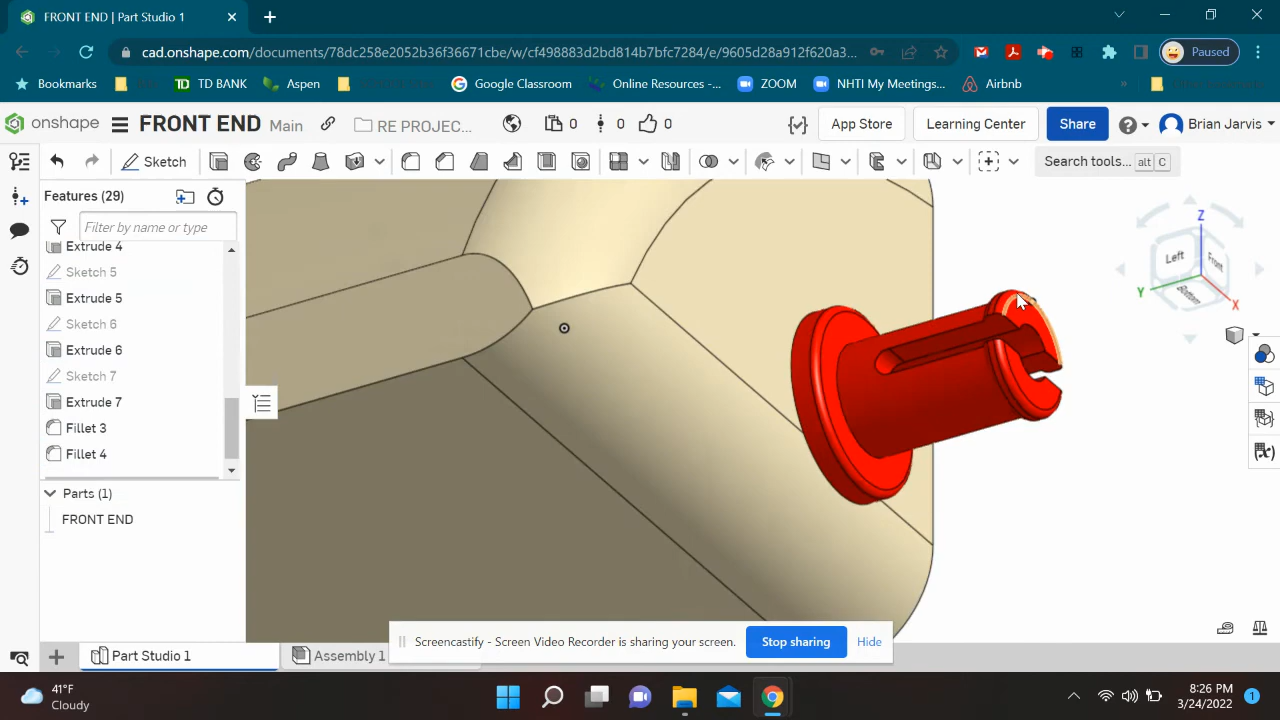 FRONT END | Part Studio 1
cad.onshape.com/documents/78dc258e2052b36f36671cbe/w/cf498883d2bd814b7bfc7284/e/9605d28a912f620a3...
Paused
Bookmarks
TD TD BANK
Aspen
Google Classroom
Online Resources -...
ZOOM
NHTI My Meetings...
Airbnb
»
onshape
FRONT END Main
RE PROJEC...
0
0
0
App Store
Learning Center
Share
Brian Jarvis
Sketch
Search tools... alt C
Features (29)
Filter by name or type
Extrude 4
Sketch 5
Extrude 5
Sketch 6
Extrude 6
Sketch 7
Extrude 7
Fillet 3
Fillet 4
Parts (1)
FRONT END
Z
Left
Front
Bottom
Y
X
Screencastify - Screen Video Recorder is sharing your screen.
Stop sharing
Hide
Part Studio 1
Assembly 1
41°F
Cloudy
8:26 PM
3/24/2022
1